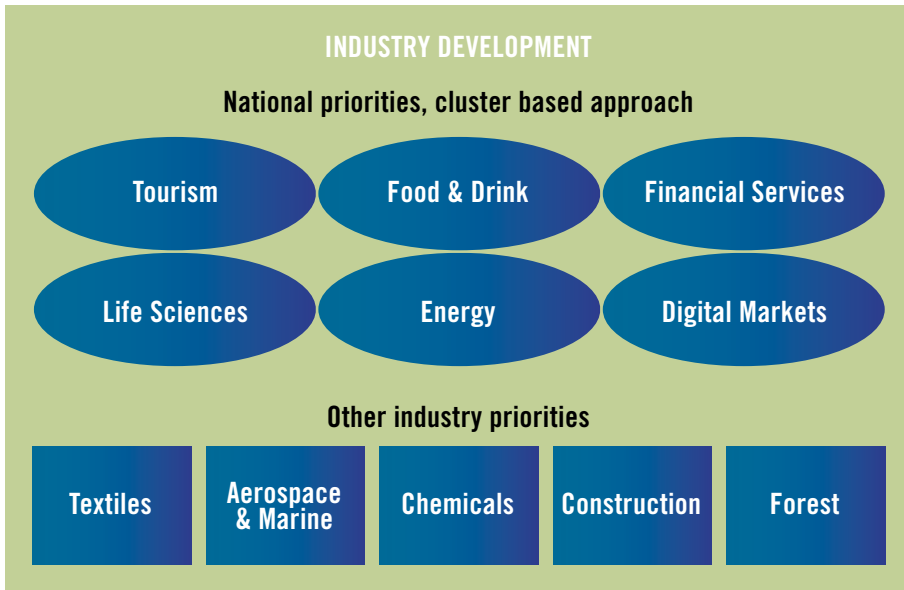 INDUSTRY DEVELOPMENT
National priorities, cluster based approach
Tourism
Food & Drink
Financial Services
Life Sciences
Energy
Digital Markets
Other industry priorities
Textiles
Aerospace
& Marine
Chemicals
Construction
Forest